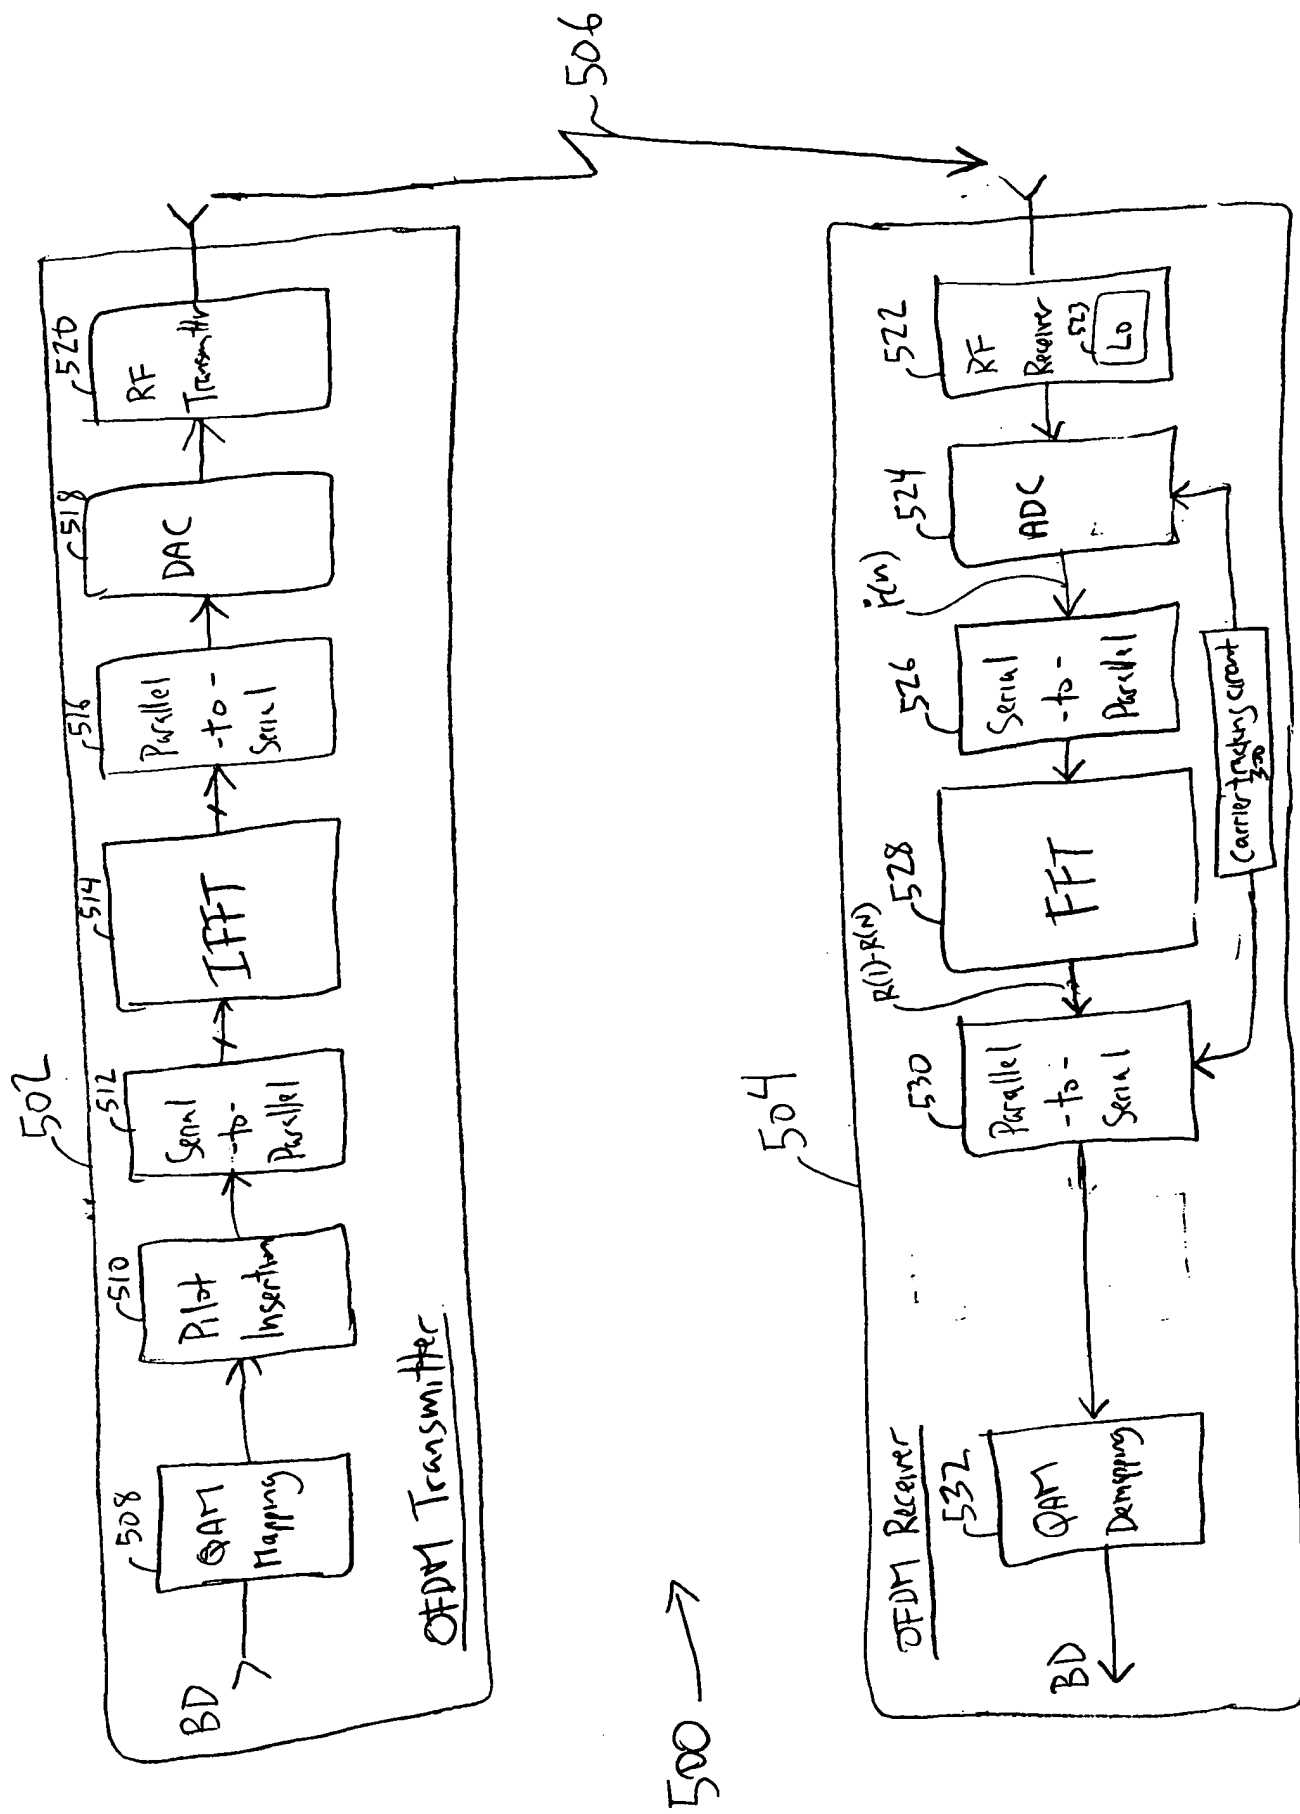 502
BD
508
QAM
Mapping
510
Pilot
Insertion
512
Serial
-to-
Parallel
514
IFFT
516
Parallel
-to-
Serial
518
DAC
520
RF
Transmitter
OFDM Transmitter
506
500
504
OFDM Receiver
BD
532
QAM
Demapping
530
Parallel
-to-
Serial
R(1)-R(N)
528
FFT
526
Serial
-to-
Parallel
r(n)
524
ADC
522
RF
Receiver
523
LO
Carrier tracking circuit
300